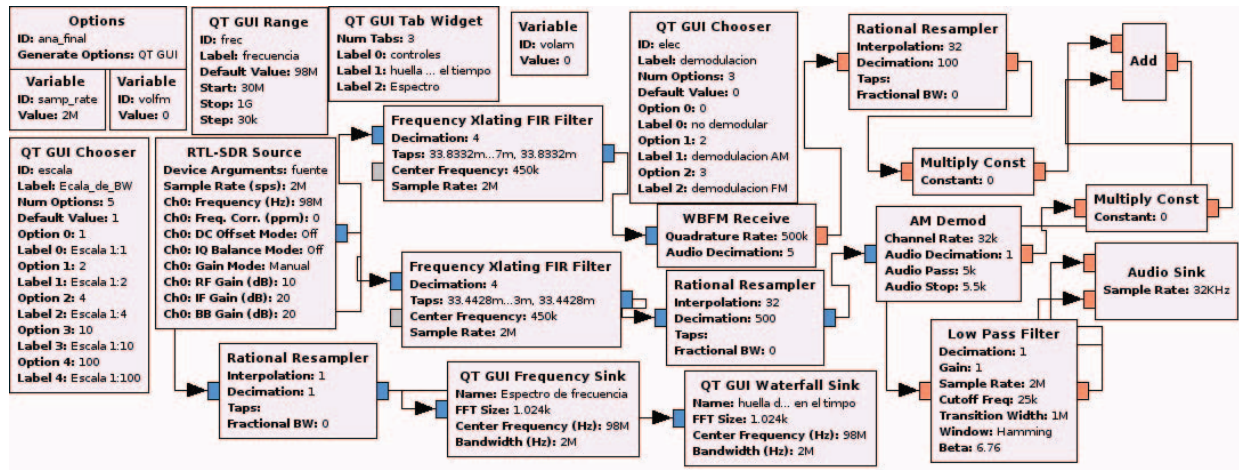 Options
ID: ana_final
Generate Options: QT GUI
Variable
ID: samp_rate
Value: 2M
Variable
ID: volfm
Value: 0
QT GUI Range
ID: frec
Label: frecuencia
Default Value: 98M
Start: 30M
Stop: 1G
Step: 30k
QT GUI Tab Widget
Num Tabs: 3
Label 0: controles
Label 1: huella ... el tiempo
Label 2: Espectro
Variable
ID: volam
Value: 0
QT GUI Chooser
ID: elec
Label: demodulacion
Num Options: 3
Default Value: 0
Option 0: 0
Label 0: no demodular
Option 1: 2
Label 1: demodulacion AM
Option 2: 3
Label 2: demodulacion FM
Rational Resampler
Interpolation: 32
Decimation: 100
Taps:
Fractional BW: 0
Add
QT GUI Chooser
ID: escala
Label: Ecala_de_BW
Num Options: 5
Default Value: 1
Option 0: 1
Label 0: Escala 1:1
Option 1: 2
Label 1: Escala 1:2
Option 2: 4
Label 2: Escala 1:4
Option 3: 10
Label 3: Escala 1:10
Option 4: 100
Label 4: Escala 1:100
RTL-SDR Source
Device Arguments: fuente
Sample Rate (sps): 2M
Ch0: Frequency (Hz): 98M
Ch0: Freq. Corr. (ppm): 0
Ch0: DC Offset Mode: Off
Ch0: IQ Balance Mode: Off
Ch0: Gain Mode: Manual
Ch0: RF Gain (dB): 10
Ch0: IF Gain (dB): 20
Ch0: BB Gain (dB): 20
Frequency Xlating FIR Filter
Decimation: 4
Taps: 33.8332m...7m, 33.8332m
Center Frequency: 450k
Sample Rate: 2M
Frequency Xlating FIR Filter
Decimation: 4
Taps: 33.4428m...3m, 33.4428m
Center Frequency: 450k
Sample Rate: 2M
WBFM Receive
Quadrature Rate: 500k
Audio Decimation: 5
Rational Resampler
Interpolation: 32
Decimation: 500
Taps:
Fractional BW: 0
Multiply Const
Constant: 0
Multiply Const
Constant: 0
AM Demod
Channel Rate: 32k
Audio Decimation: 1
Audio Pass: 5k
Audio Stop: 5.5k
Audio Sink
Sample Rate: 32KHz
Low Pass Filter
Decimation: 1
Gain: 1
Sample Rate: 2M
Cutoff Freq: 25k
Transition Width: 1M
Window: Hamming
Beta: 6.76
Rational Resampler
Interpolation: 1
Decimation: 1
Taps:
Fractional BW: 0
QT GUI Frequency Sink
Name: Espectro de frecuencia
FFT Size: 1.024k
Center Frequency (Hz): 98M
Bandwidth (Hz): 2M
QT GUI Waterfall Sink
Name: huella d... en el timpo
FFT Size: 1.024k
Center Frequency (Hz): 98M
Bandwidth (Hz): 2M